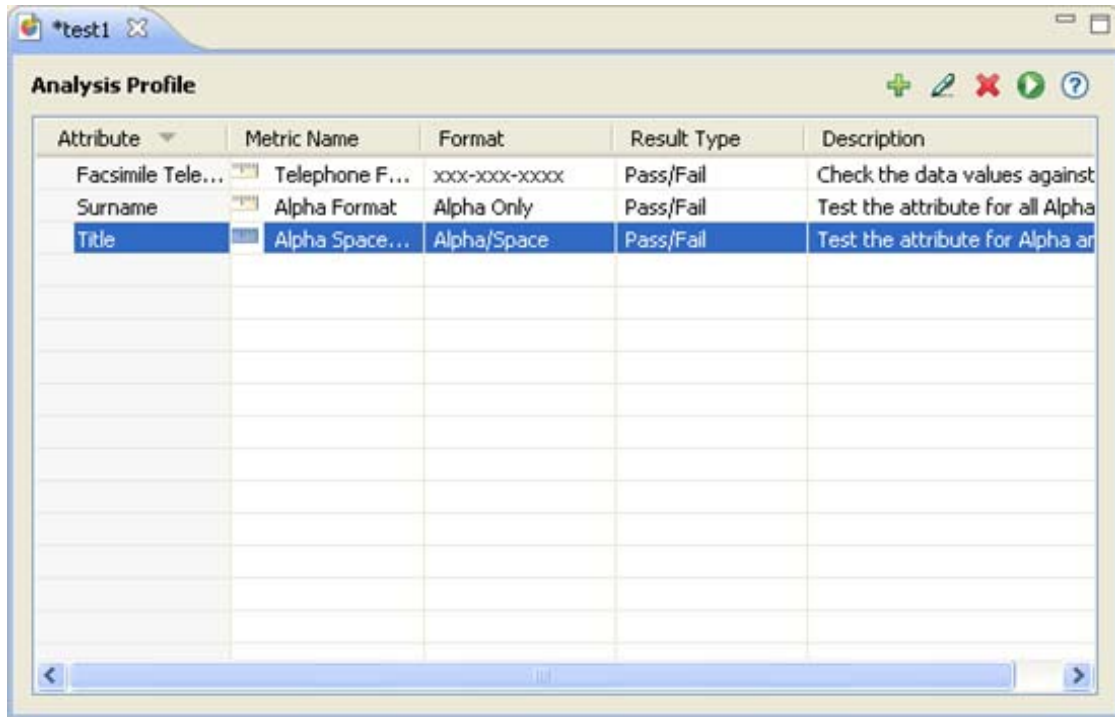 *test1
Analysis Profile
Attribute Metric Name Format Result Type Description
Facsimile Tele... Telephone F... xxx-xxx-xxxx Pass/Fail Check the data values against
Surname Alpha Format Alpha Only Pass/Fail Test the attribute for all Alpha
Title Alpha Space... Alpha/Space Pass/Fail Test the attribute for Alpha ar